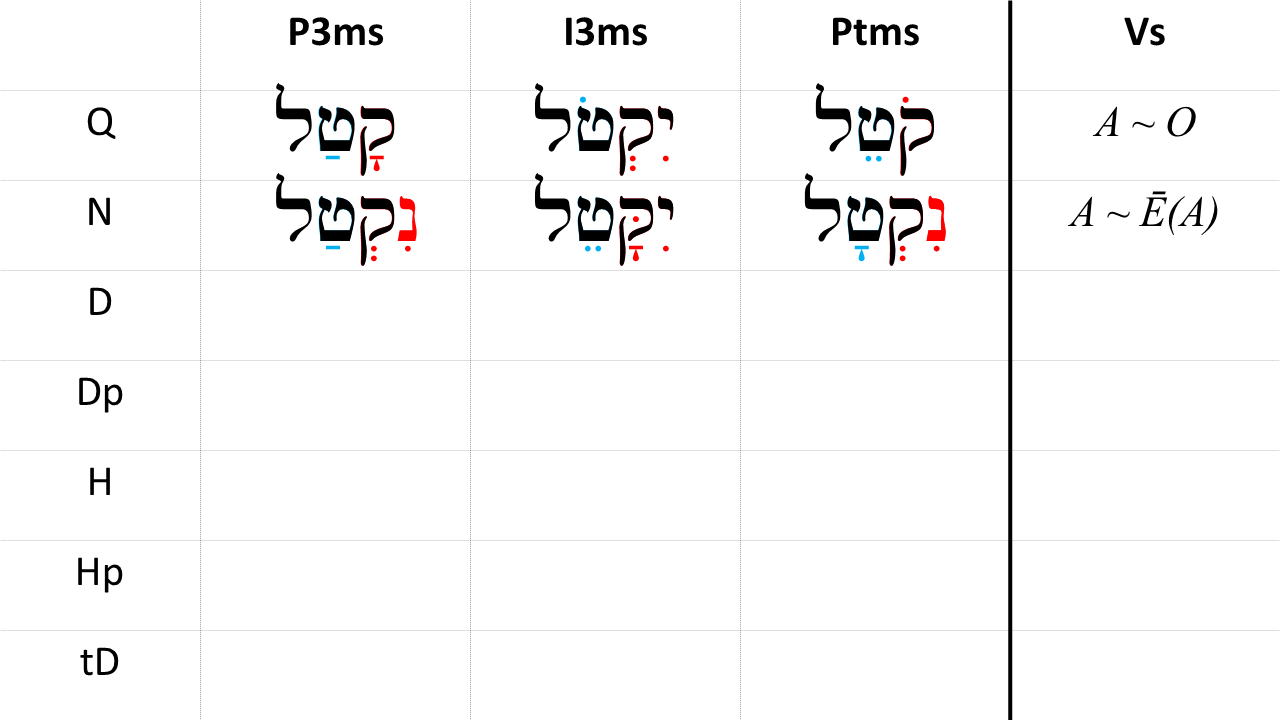 P3ms I3ms Ptms Vs
Q קָטַל יִקְטֹל קֹטֵל A ~ O
N נִקְטַל יִקָּטֵל נִקְטָל A ~ Ē(A)
D
Dp
H
Hp
tD